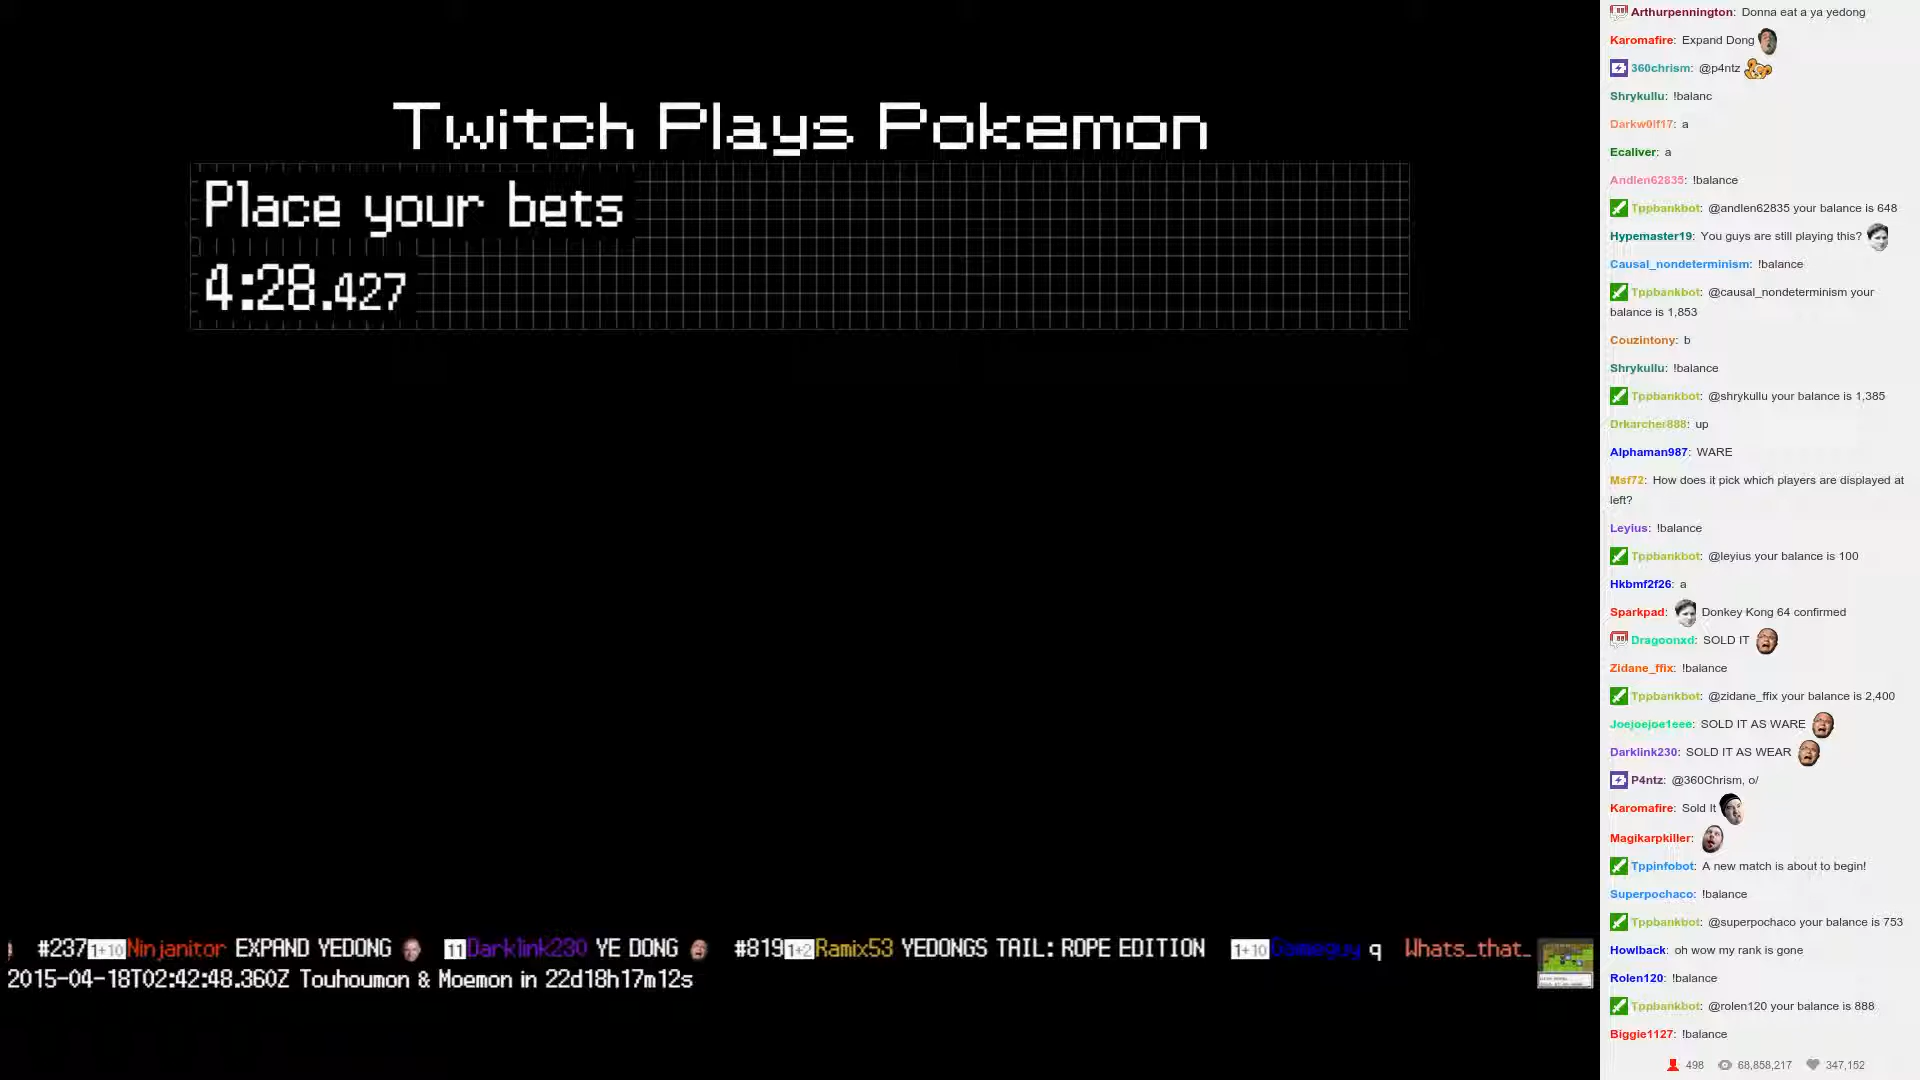 Twitch Plays Pokemon
Place your bets
4:28.427
#237 1+10 Ninjanitor EXPAND YEDONG 11 Darklink230 YE DONG #819 1+2 Ramix53 YEDONGS TAIL: ROPE EDITION 1+10 Gameguy q Whats_that_
2015-04-18T02:42:48.360Z Touhoumon & Moemon in 22d18h17m12s
Arthurpennington: Donna eat a ya yedong
Karomafire: Expand Dong
360chrism: @p4ntz
Shrykullu: !balanc
Darkw0lf17: a
Ecaliver: a
Andlen62835: !balance
Tppbankbot: @andlen62835 your balance is 648
Hypemaster19: You guys are still playing this?
Causal_nondeterminism: !balance
Tppbankbot: @causal_nondeterminism your
balance is 1,853
Couzintony: b
Shrykullu: !balance
Tppbankbot: @shrykullu your balance is 1,385
Drkarcher888: up
Alphaman987: WARE
Msf72: How does it pick which players are displayed at
left?
Leyius: !balance
Tppbankbot: @leyius your balance is 100
Hkbmf2f26: a
Sparkpad: Donkey Kong 64 confirmed
Dragoonxd: SOLD IT
Zidane_ffix: !balance
Tppbankbot: @zidane_ffix your balance is 2,400
Joejoejoe1eee: SOLD IT AS WARE
Darklink230: SOLD IT AS WEAR
P4ntz: @360Chrism, o/
Karomafire: Sold It
Magikarpkiller:
Tppinfobot: A new match is about to begin!
Superpochaco: !balance
Tppbankbot: @superpochaco your balance is 753
Howlback: oh wow my rank is gone
Rolen120: !balance
Tppbankbot: @rolen120 your balance is 888
Biggie1127: !balance
498 68,858,217 347,152